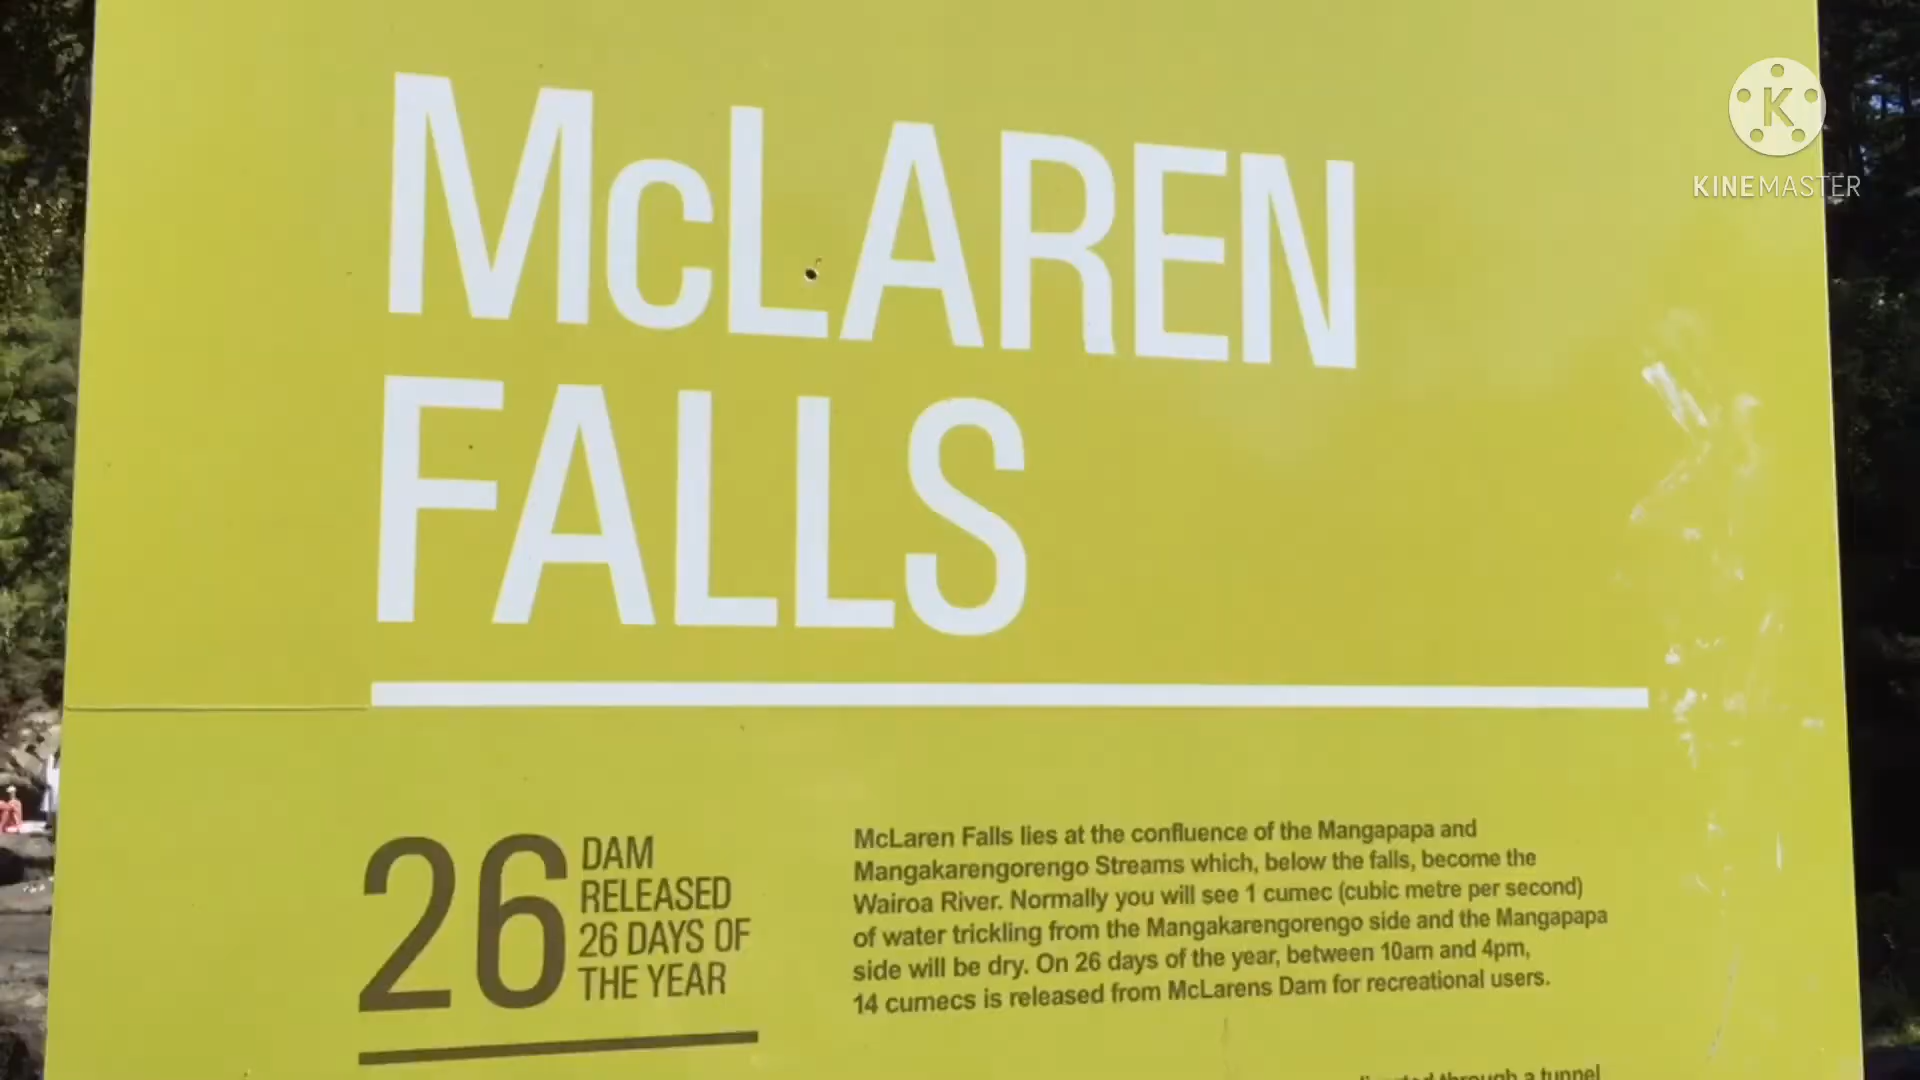 McLAREN
FALLS
K
KINEMASTER
26
DAM
RELEASED
26 DAYS OF
THE YEAR
McLaren Falls lies at the confluence of the Mangapapa and
Mangakarengorengo Streams which, below the falls, become the
Wairoa River. Normally you will see 1 cumec (cubic metre per second)
of water trickling from the Mangakarengorengo side and the Mangapapa
side will be dry. On 26 days of the year, between 10am and 4pm,
14 cumecs is released from McLarens Dam for recreational users.
through a tunnel